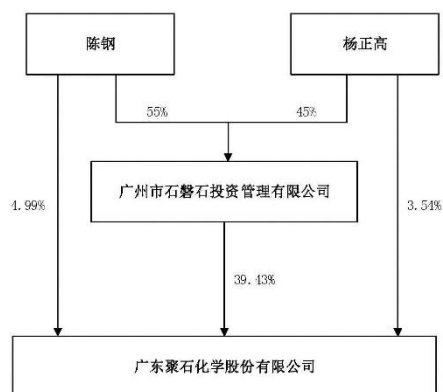 陈钢
杨正高
55%
45%
广州市石磐石投资管理有限公司
4.99%
3.54%
39.43%
广东聚石化学股份有限公司